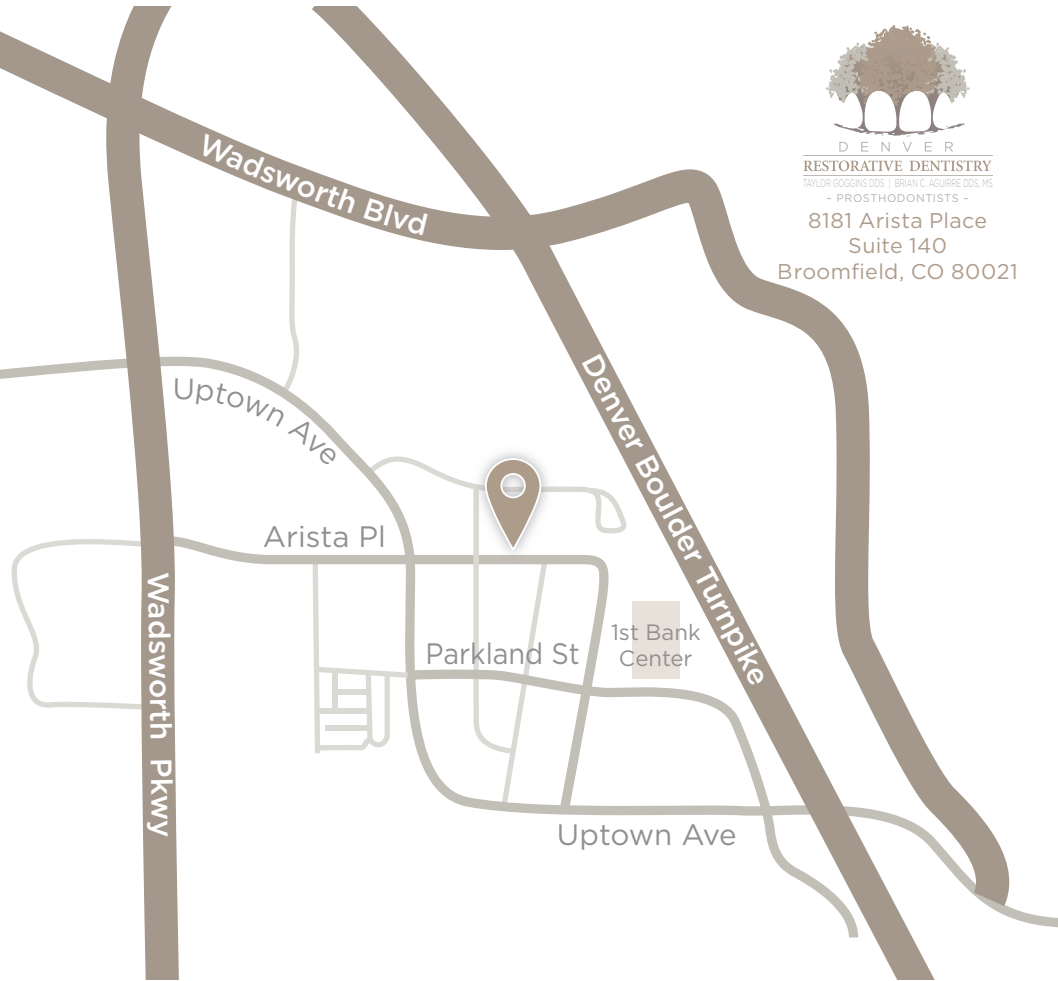 DENVER
RESTORATIVE DENTISTRY
TAYLOR GOGGINS DDS | BRIAN C. AGUIRRE DDS, MS
– PROSTHODONTISTS –
8181 Arista Place
Suite 140
Broomfield, CO 80021
Wadsworth Blvd
Denver Boulder Turnpike
Uptown Ave
Arista Pl
Wadsworth Pkwy
Parkland St
1st Bank
Center
Uptown Ave